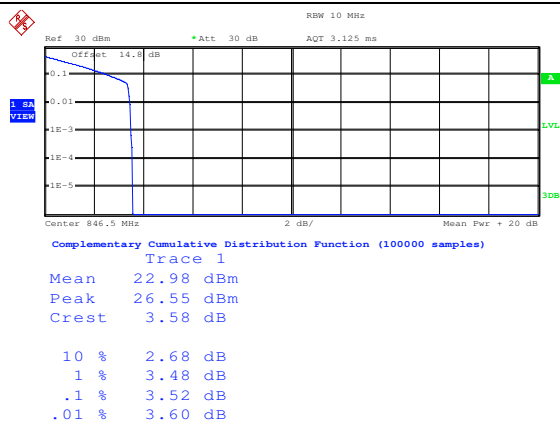 RBW 10 MHz
Ref 30 dBm *Att 30 dB AQT 3.125 ms
Offset 14.8 dB
0.1
A
0.01
1 SA
VIEW
1E-3
LVL
1E-4
1E-5
3DB
Center 846.5 MHz 2 dB/ Mean Pwr + 20 dB
Complementary Cumulative Distribution Function (100000 samples)
Trace 1
Mean 22.98 dBm
Peak 26.55 dBm
Crest 3.58 dB
10 % 2.68 dB
1 % 3.48 dB
.1 % 3.52 dB
.01 % 3.60 dB